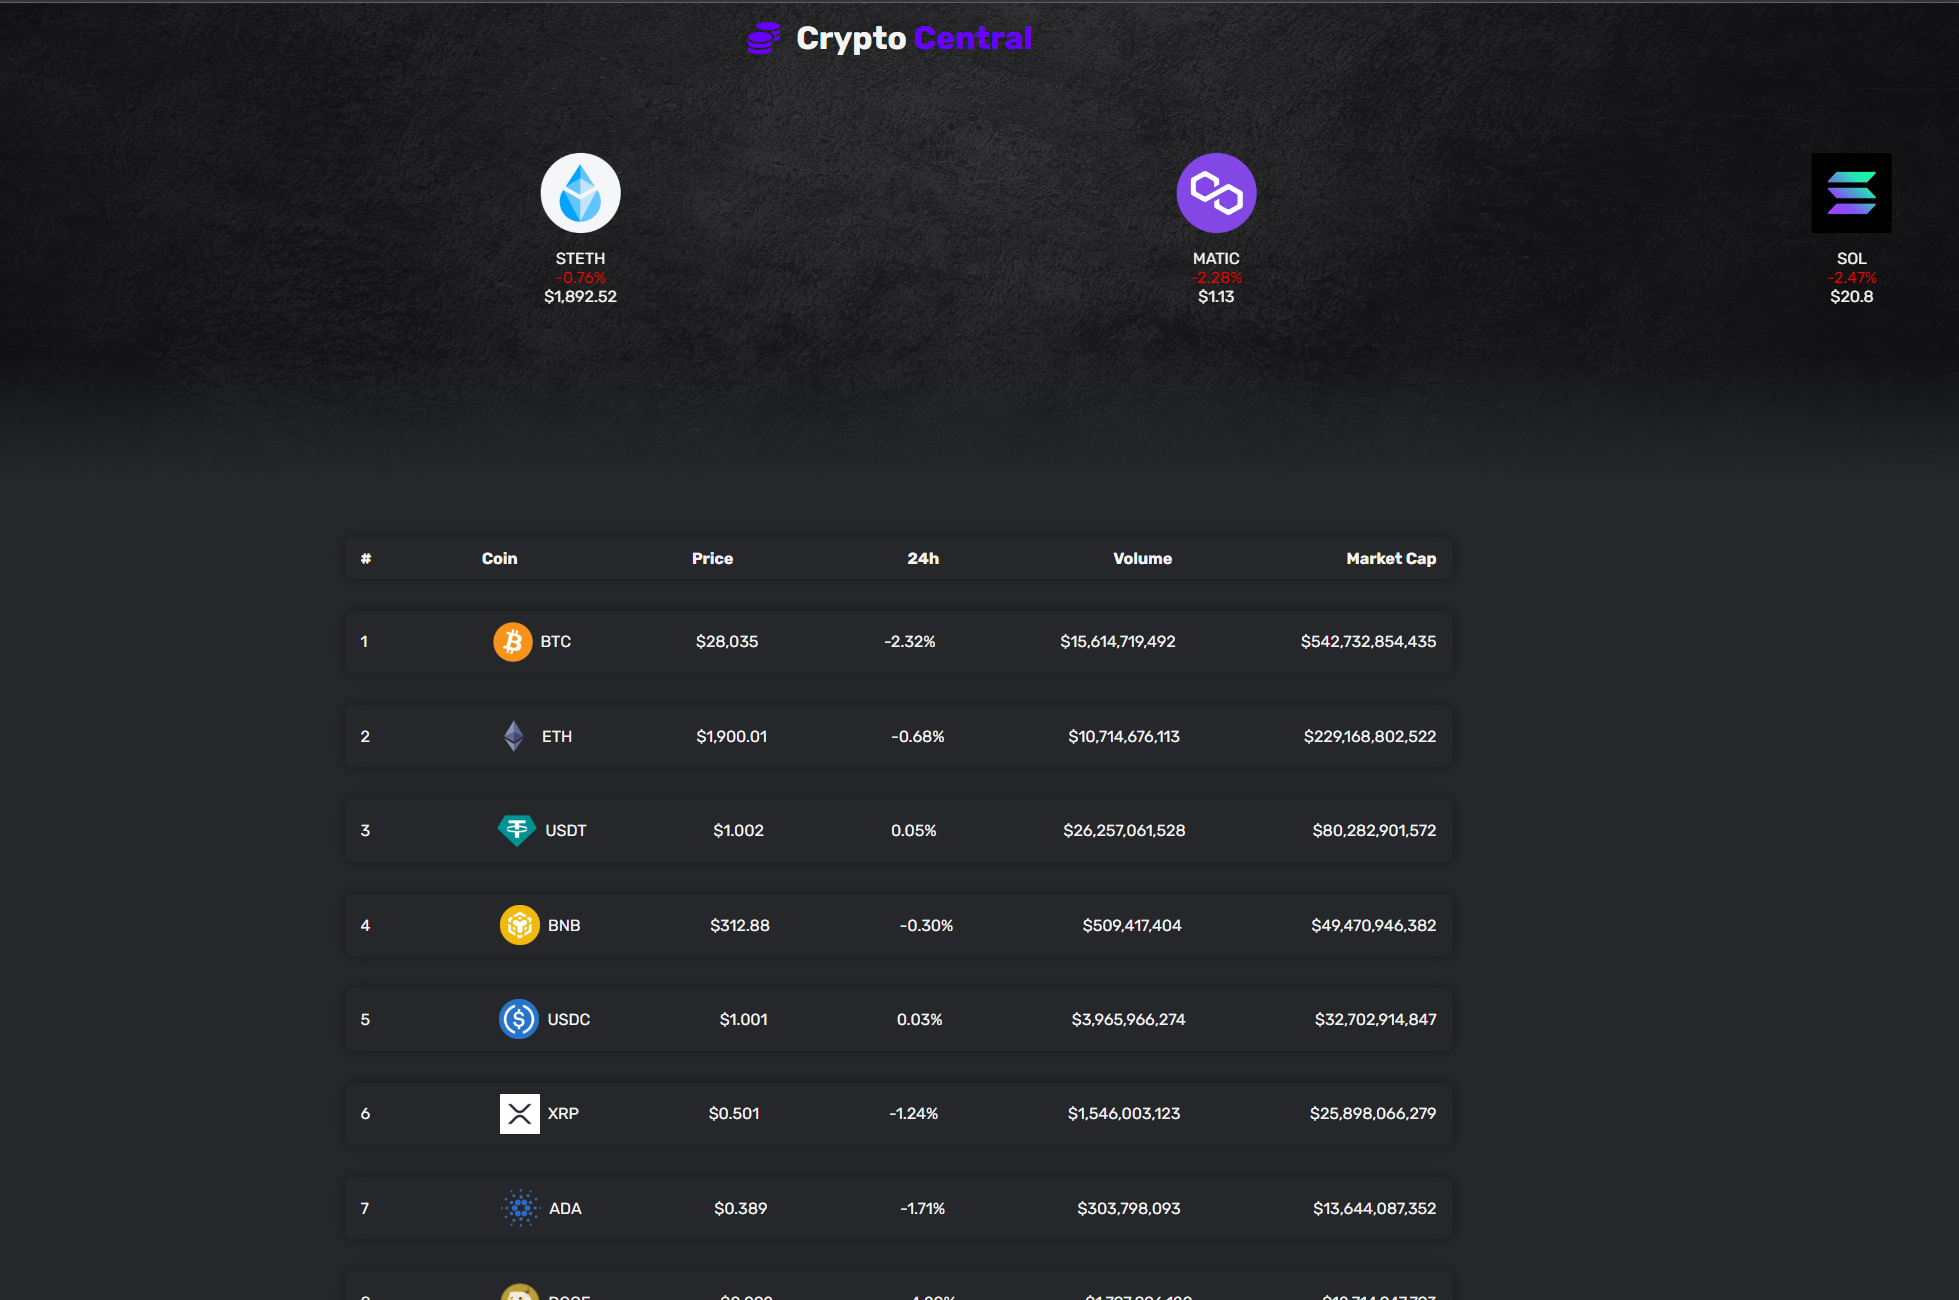 Crypto Central
STETH
-0.76%
$1,892.52
MATIC
-2.28%
$1.13
SOL
-2.47%
$20.8
# Coin Price 24h Volume Market Cap
1 BTC $28,035 -2.32% $15,614,719,492 $542,732,854,435
2 ETH $1,900.01 -0.68% $10,714,676,113 $229,168,802,522
3 USDT $1.002 0.05% $26,257,061,528 $80,282,901,572
4 BNB $312.88 -0.30% $509,417,404 $49,470,946,382
5 USDC $1.001 0.03% $3,965,966,274 $32,702,914,847
6 XRP $0.501 -1.24% $1,546,003,123 $25,898,066,279
7 ADA $0.389 -1.71% $303,798,093 $13,644,087,352